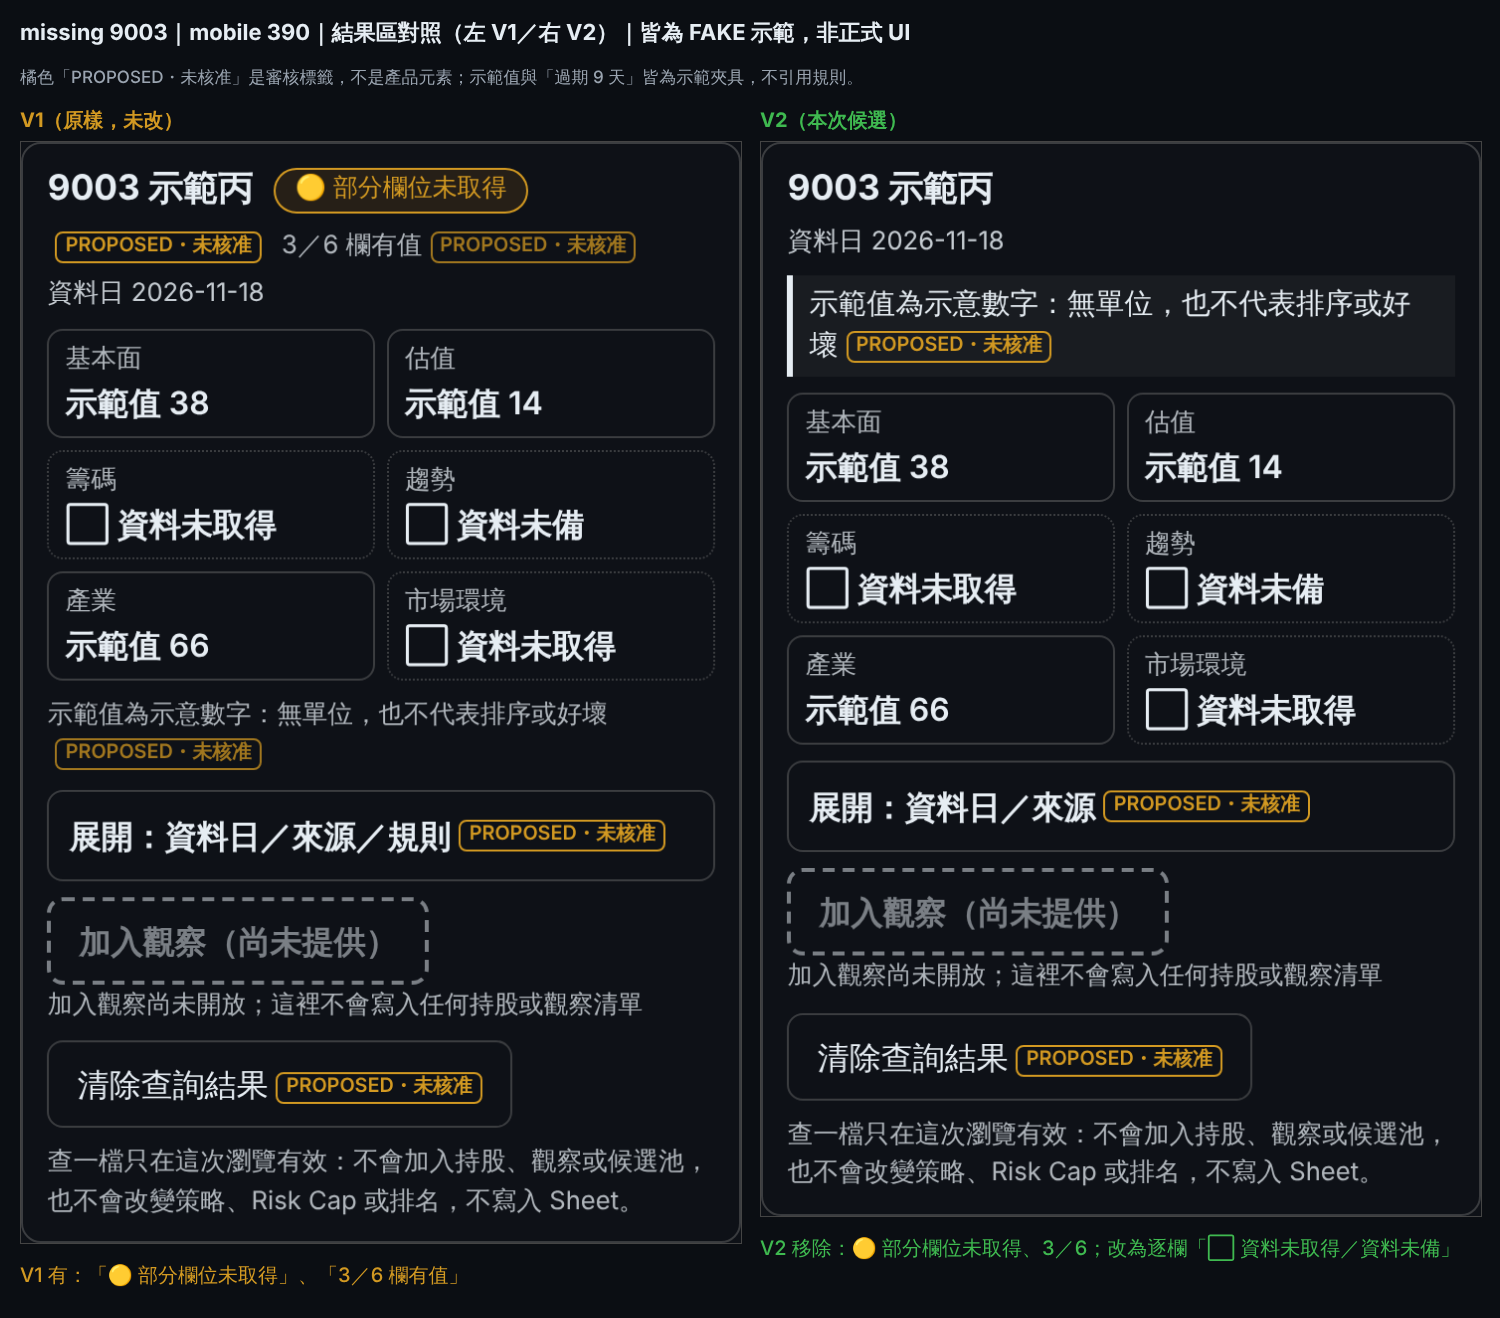 missing 9003｜mobile 390｜結果區對照（左 V1／右 V2）｜皆為 FAKE 示範，非正式 UI
橘色「PROPOSED・未核准」是審核標籤，不是產品元素；示範值與「過期 9 天」皆為示範夾具，不引用規則。
V1（原樣，未改）
9003 示範丙 🟡 部分欄位未取得
PROPOSED・未核准 3／6 欄有值 PROPOSED・未核准
資料日 2026-11-18
基本面
示範值 38
估值
示範值 14
籌碼
⬜ 資料未取得
趨勢
⬜ 資料未備
產業
示範值 66
市場環境
⬜ 資料未取得
示範值為示意數字：無單位，也不代表排序或好壞
PROPOSED・未核准
展開：資料日／來源／規則 PROPOSED・未核准
加入觀察（尚未提供）
加入觀察尚未開放；這裡不會寫入任何持股或觀察清單
清除查詢結果 PROPOSED・未核准
查一檔只在這次瀏覽有效：不會加入持股、觀察或候選池，
也不會改變策略、Risk Cap 或排名，不寫入 Sheet。
V1 有：「🟡 部分欄位未取得」、「3／6 欄有值」
V2（本次候選）
9003 示範丙
資料日 2026-11-18
示範值為示意數字：無單位，也不代表排序或好
壞 PROPOSED・未核准
基本面
示範值 38
估值
示範值 14
籌碼
⬜ 資料未取得
趨勢
⬜ 資料未備
產業
示範值 66
市場環境
⬜ 資料未取得
展開：資料日／來源 PROPOSED・未核准
加入觀察（尚未提供）
加入觀察尚未開放；這裡不會寫入任何持股或觀察清單
清除查詢結果 PROPOSED・未核准
查一檔只在這次瀏覽有效：不會加入持股、觀察或候選池，
也不會改變策略、Risk Cap 或排名，不寫入 Sheet。
V2 移除：🟡 部分欄位未取得、3／6；改為逐欄「⬜ 資料未取得／資料未備」